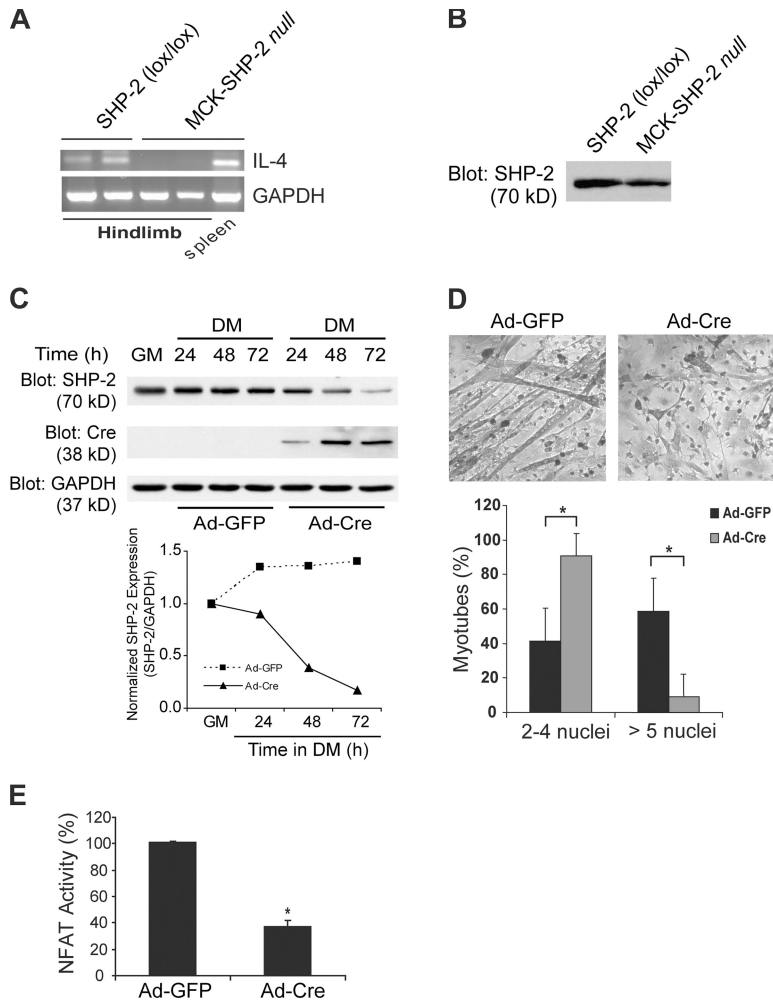 A
SHP-2 (lox/lox)
MCK-SHP-2 null
IL-4
GAPDH
Hindlimb
spleen
B
SHP-2 (lox/lox)
MCK-SHP-2 null
Blot: SHP-2
(70 kD)
C
DM DM
Time (h) GM 24 48 72 24 48 72
Blot: SHP-2
(70 kD)
Blot: Cre
(38 kD)
Blot: GAPDH
(37 kD)
Ad-GFP Ad-Cre
Normalized SHP-2 Expression
(SHP-2/GAPDH)
1.5
1.0
0.5
0.0
Ad-GFP
Ad-Cre
GM 24 48 72
Time in DM (h)
D
Ad-GFP Ad-Cre
Myotubes (%)
120
100
80
60
40
20
0
* *
Ad-GFP
Ad-Cre
2-4 nuclei > 5 nuclei
E
NFAT Activity (%)
120
100
80
60
40
20
0
*
Ad-GFP Ad-Cre